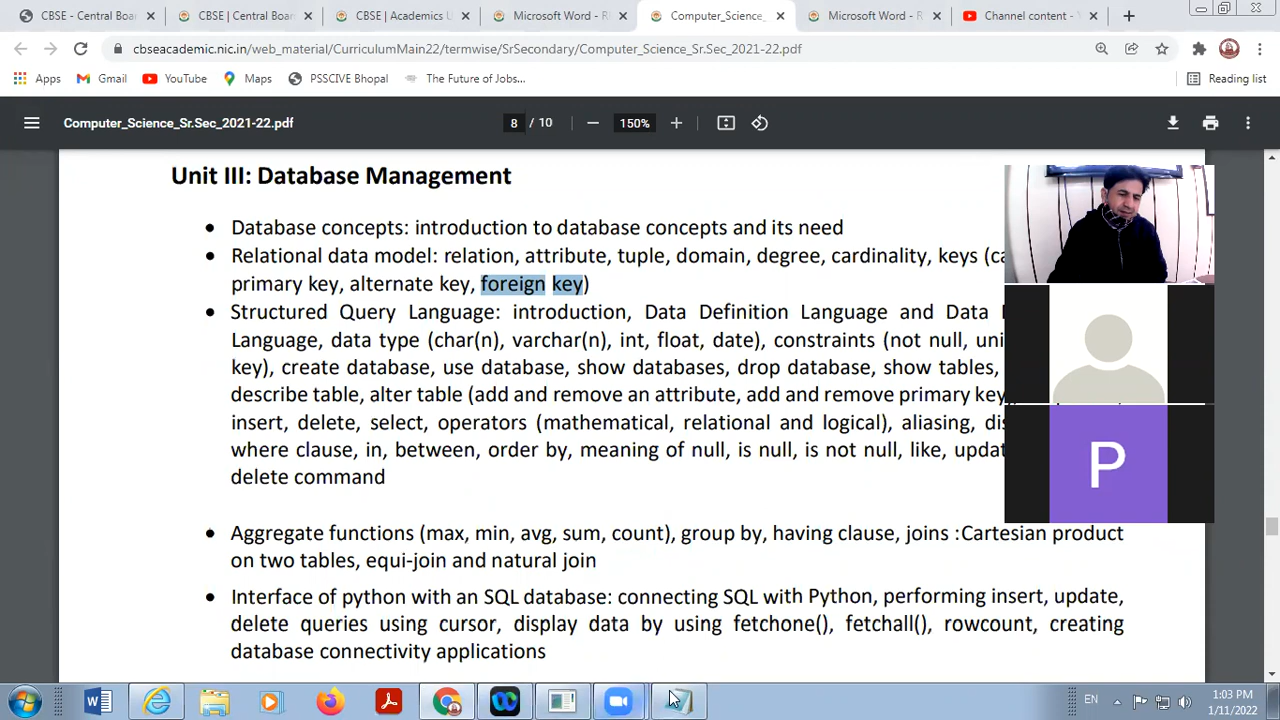 CBSE - Central Board
CBSE | Central Boar
CBSE | Academics U
Microsoft Word - R
Computer_Science_
Microsoft Word - R
Channel content - Y
cbseacademic.nic.in/web_material/CurriculumMain22/termwise/SrSecondary/Computer_Science_Sr.Sec_2021-22.pdf
Apps
Gmail
YouTube
Maps
PSSCIVE Bhopal
The Future of Jobs...
Reading list
Computer_Science_Sr.Sec_2021-22.pdf
8 / 10
150%
Unit III: Database Management
Database concepts: introduction to database concepts and its need
Relational data model: relation, attribute, tuple, domain, degree, cardinality, keys (ca
primary key, alternate key, foreign key)
Structured Query Language: introduction, Data Definition Language and Data
Language, data type (char(n), varchar(n), int, float, date), constraints (not null, uni
key), create database, use database, show databases, drop database, show tables,
describe table, alter table (add and remove an attribute, add and remove primary key
insert, delete, select, operators (mathematical, relational and logical), aliasing, dis
where clause, in, between, order by, meaning of null, is null, is not null, like, updat
delete command
Aggregate functions (max, min, avg, sum, count), group by, having clause, joins :Cartesian product
on two tables, equi-join and natural join
Interface of python with an SQL database: connecting SQL with Python, performing insert, update,
delete queries using cursor, display data by using fetchone(), fetchall(), rowcount, creating
database connectivity applications
P
EN
1:03 PM
1/11/2022